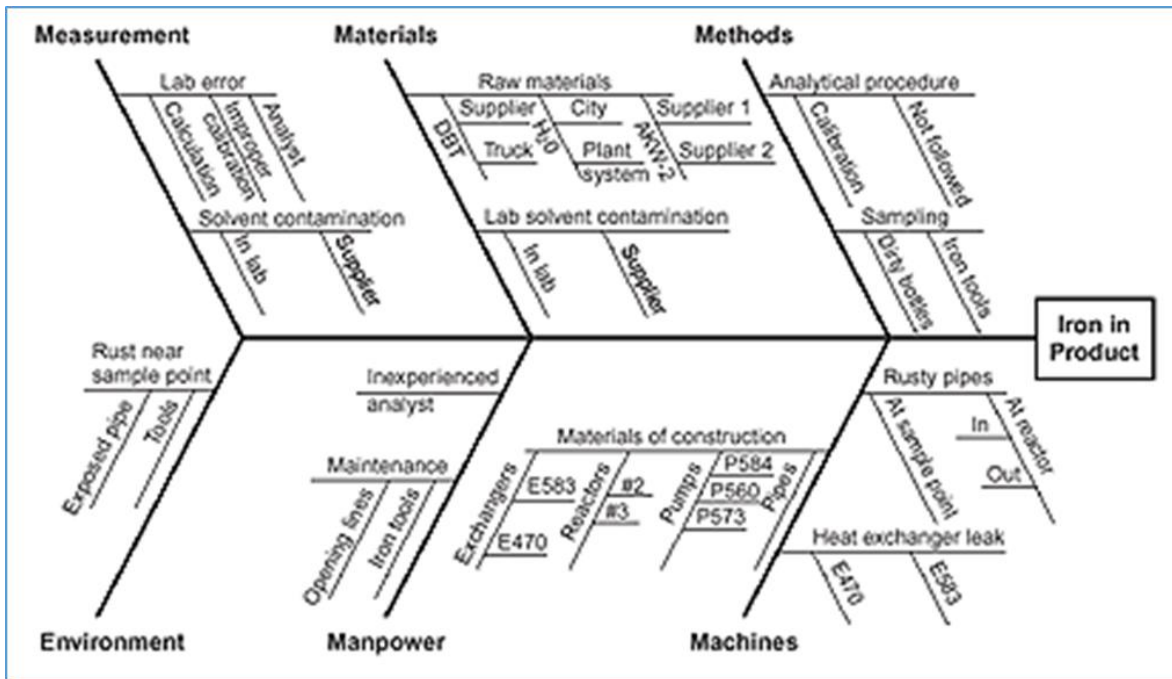 Measurement
Materials
Methods
Lab error
Calculation
Improper
calibration
Analyst
Solvent contamination
In lab
Supplier
Raw materials
DBT
Supplier
Truck
H20
City
Plant
system
AKW-2
Supplier 1
Supplier 2
Lab solvent contamination
In lab
Supplier
Analytical procedure
Calibration
Not followed
Sampling
Dirty bottles
Iron tools
Iron in
Product
Rust near
sample point
Exposed pipe
Tools
Inexperienced
analyst
Maintenance
Opening lines
Iron tools
Materials of construction
Exchangers
E583
E470
Reactors
#2
#3
Pumps
P584
P560
P573
Pipes
Rusty pipes
At sample point
At reactor
In
Out
Heat exchanger leak
E470
E583
Environment
Manpower
Machines